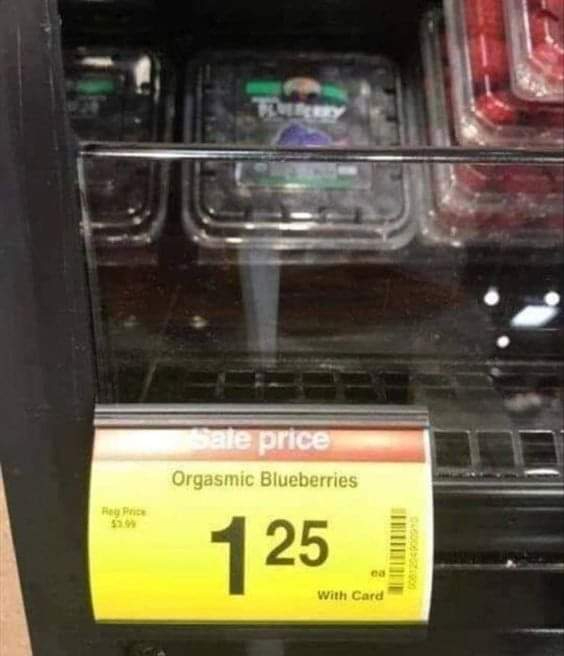 Sale price
Orgasmic Blueberries
Reg Price
$3.99
1 25
ea
With Card